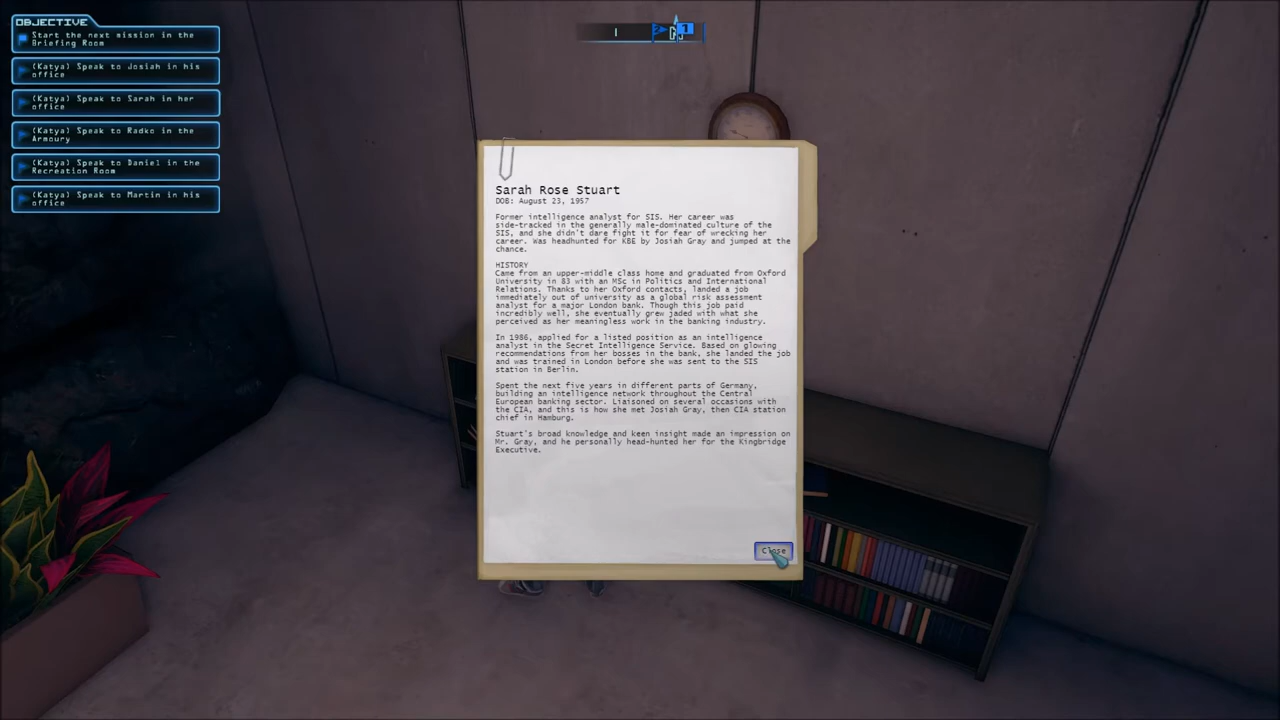 OBJECTIVE
Start the next mission in the
Briefing Room
(Katya) Speak to Josiah in his
office
(Katya) Speak to Sarah in her
office
(Katya) Speak to Radko in the
Armoury
(Katya) Speak to Daniel in the
Recreation Room
(Katya) Speak to Martin in his
office
Sarah Rose Stuart
DOB: August 23, 1957
Former intelligence analyst for SIS. Her career was
side-tracked in the generally male-dominated culture of the
SIS, and she didn't dare fight it for fear of wrecking her
career. Was headhunted for KBE by Josiah Gray and jumped at the
chance.
HISTORY
Came from an upper-middle class home and graduated from Oxford
University in 83 with an MSc in Politics and International
Relations. Thanks to her Oxford contacts, landed a job
immediately out of university as a global risk assessment
analyst for a major London bank. Though this job paid
incredibly well, she eventually grew jaded with what she
perceived as her meaningless work in the banking industry.
In 1986, applied for a listed position as an intelligence
analyst in the Secret Intelligence Service. Based on glowing
recommendations from her bosses in the bank, she landed the job
and was trained in London before she was sent to the SIS
station in Berlin.
Spent the next five years in different parts of Germany,
building an intelligence network throughout the Central
European banking sector. Liaisoned on several occasions with
the CIA, and this is how she met Josiah Gray, then CIA station
chief in Hamburg.
Stuart's broad knowledge and keen insight made an impression on
Mr. Gray, and he personally head-hunted her for the Kingbridge
Executive.
Close